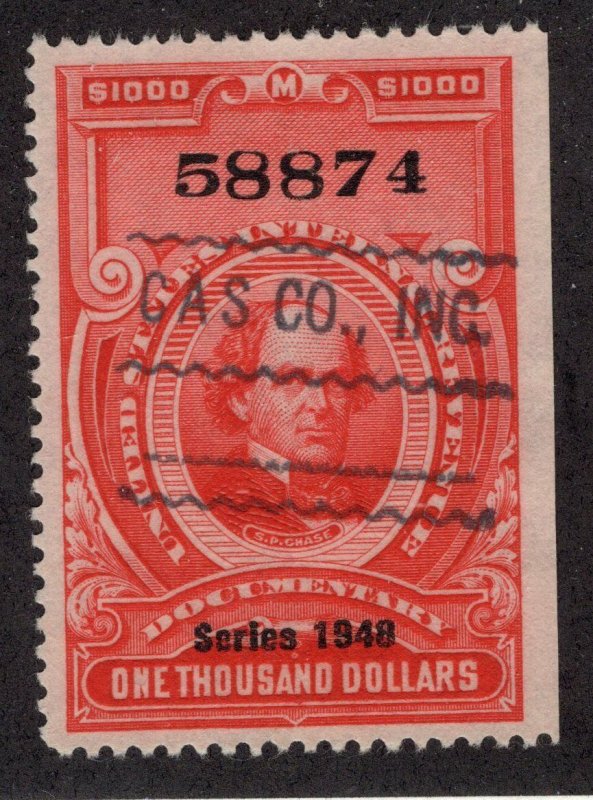 $1000 M $1000
58874
UNITED STATES INTERNAL REVENUE
GAS CO., INC.
S.P. CHASE
DOCUMENTARY
Series 1948
ONE THOUSAND DOLLARS